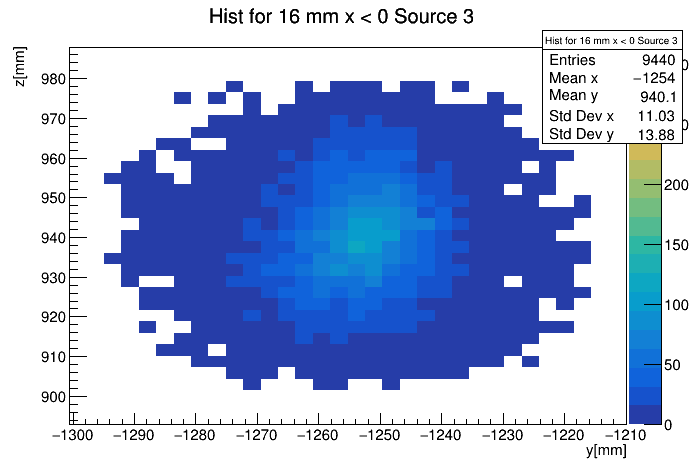 Hist for 16 mm x < 0 Source 3
Hist for 16 mm x < 0 Source 3
Entries 9440
Mean x −1254
Mean y 940.1
Std Dev x 11.03
Std Dev y 13.88
z[mm]
980
970
960
950
940
930
920
910
900
200
150
100
50
0
−1300 −1290 −1280 −1270 −1260 −1250 −1240 −1230 −1220 −1210
y[mm]